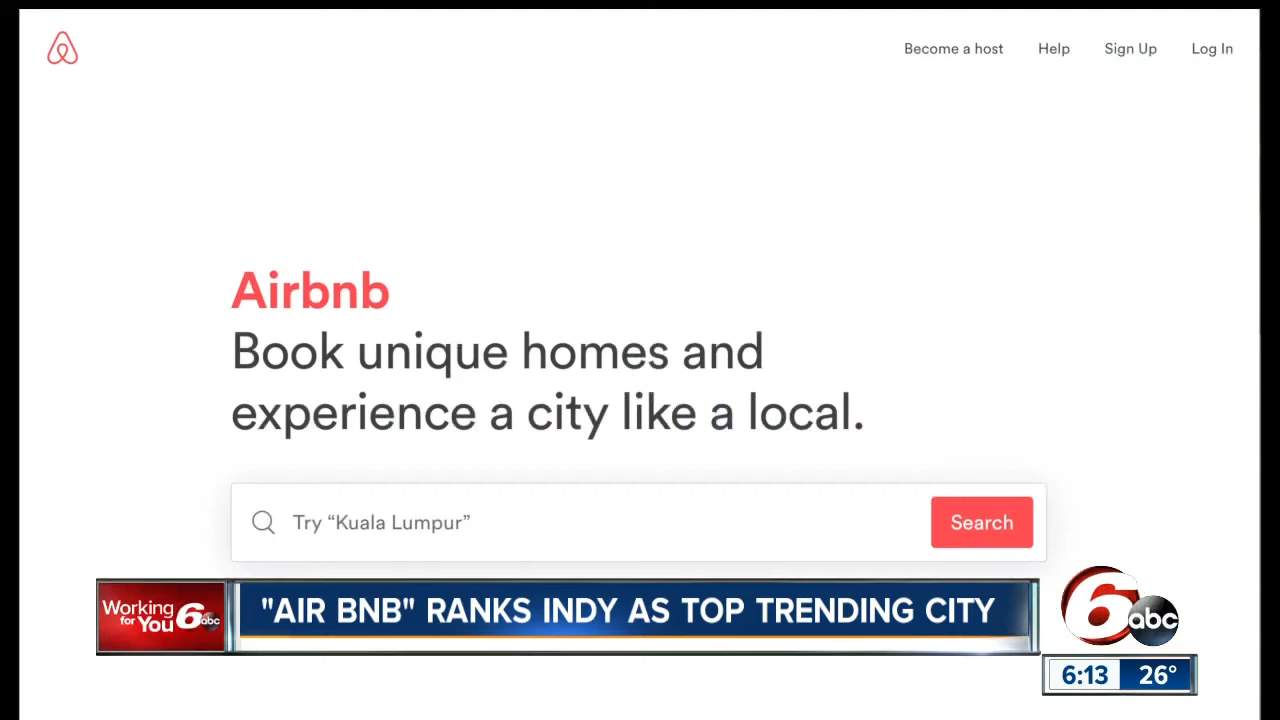 Become a host Help Sign Up Log In
Airbnb
Book unique homes and
experience a city like a local.
Try “Kuala Lumpur”
Search
Working
for You 6 abc
"AIR BNB" RANKS INDY AS TOP TRENDING CITY
6 abc
6:13 26°